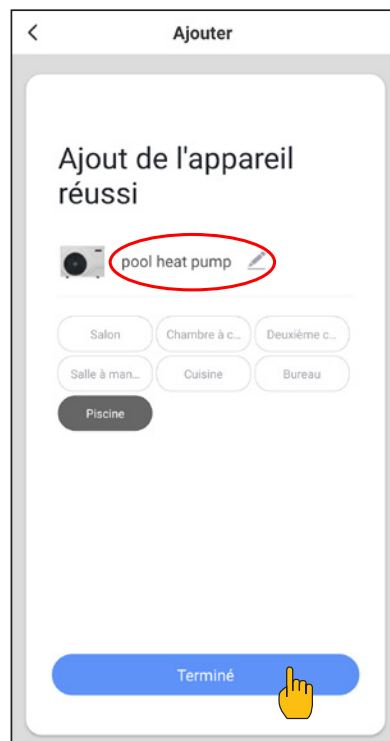 Ajouter
Ajout de l'appareil
réussi
pool heat pump
Salon Chambre à c... Deuxième c...
Salle à man... Cuisine Bureau
Piscine
Terminé